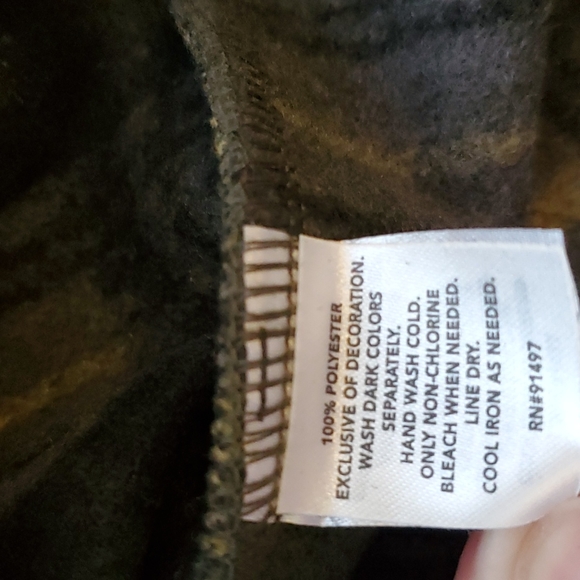 100% POLYESTER
EXCLUSIVE OF DECORATION.
WASH DARK COLORS
SEPARATELY.
HAND WASH COLD.
ONLY NON-CHLORINE
BLEACH WHEN NEEDED.
LINE DRY.
COOL IRON AS NEEDED.
RN#91497